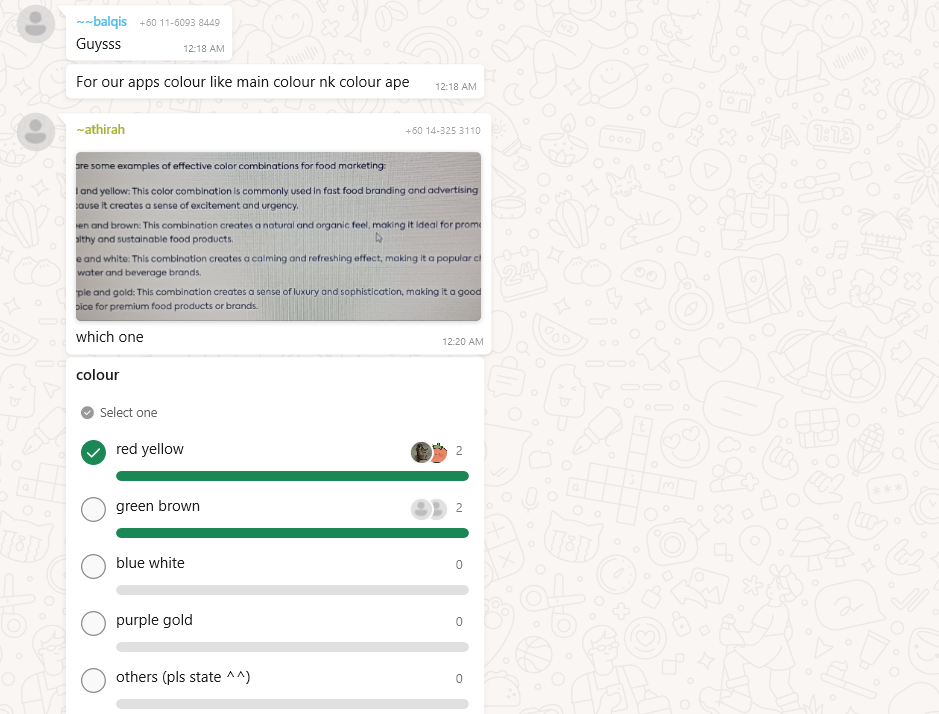 ~~balqis +60 11-6093 8449
Guysss 12:18 AM
For our apps colour like main colour nk colour ape 12:18 AM
~athirah +60 14-325 3110
are some examples of effective color combinations for food marketing:
and yellow: This color combination is commonly used in fast food branding and advertising
cause it creates a sense of excitement and urgency.
en and brown: This combination creates a natural and organic feel, making it ideal for promo
althy and sustainable food products.
e and white: This combination creates a calming and refreshing effect, making it a popular ch
water and beverage brands.
rple and gold: This combination creates a sense of luxury and sophistication, making it a good
oice for premium food products or brands.
which one 12:20 AM
colour
Select one
red yellow 2
green brown 2
blue white 0
purple gold 0
others (pls state ^^) 0